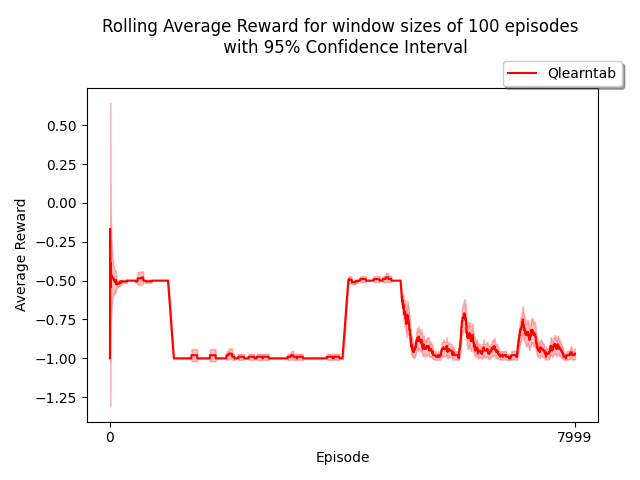 Rolling Average Reward for window sizes of 100 episodes
with 95% Confidence Interval
Qlearntab
0.50
0.25
0.00
−0.25
−0.50
−0.75
−1.00
−1.25
Average Reward
0
7999
Episode